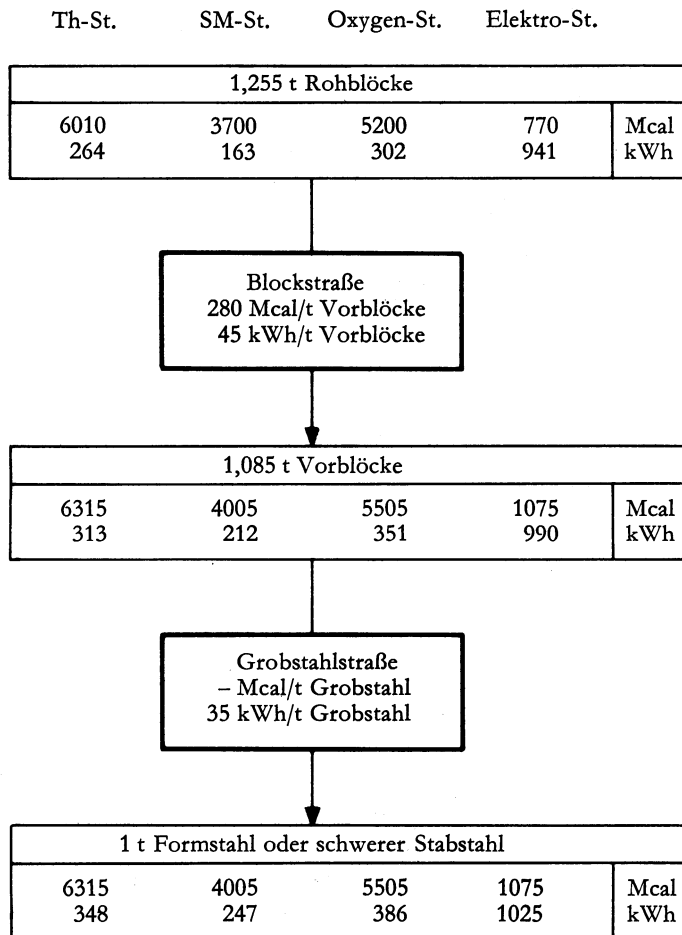 Th-St. SM-St. Oxygen-St. Elektro-St.
1,255 t Rohblöcke
6010 3700 5200 770 Mcal
264 163 302 941 kWh
Blockstraße
280 Mcal/t Vorblöcke
45 kWh/t Vorblöcke
1,085 t Vorblöcke
6315 4005 5505 1075 Mcal
313 212 351 990 kWh
Grobstahlstraße
– Mcal/t Grobstahl
35 kWh/t Grobstahl
1 t Formstahl oder schwerer Stabstahl
6315 4005 5505 1075 Mcal
348 247 386 1025 kWh